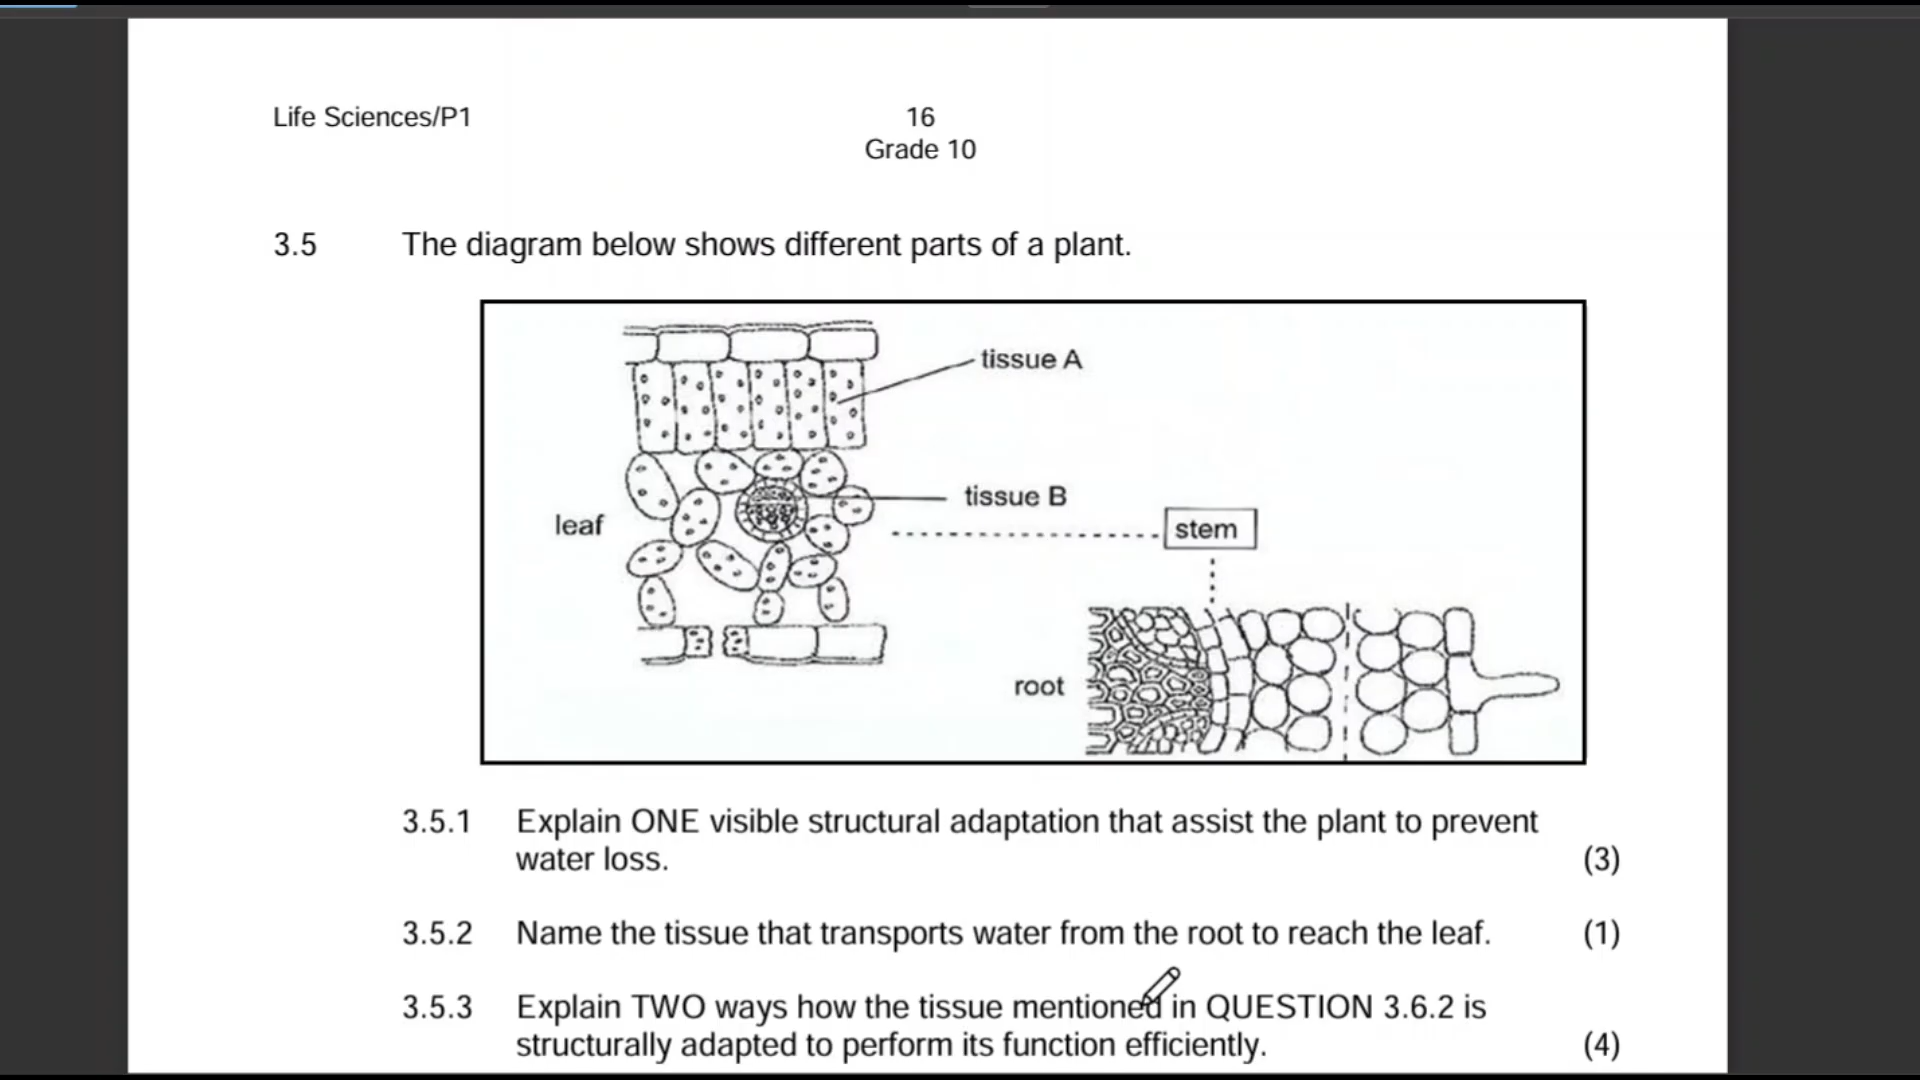 Life Sciences/P1
16
Grade 10
3.5 The diagram below shows different parts of a plant.
tissue A
tissue B
leaf
stem
root
3.5.1 Explain ONE visible structural adaptation that assist the plant to prevent
water loss. (3)
3.5.2 Name the tissue that transports water from the root to reach the leaf. (1)
3.5.3 Explain TWO ways how the tissue mentioned in QUESTION 3.6.2 is
structurally adapted to perform its function efficiently. (4)